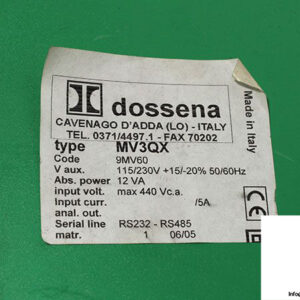 dossena
CAVENAGO D'ADDA (LO) - ITALY
TEL. 0371/4497.1 - FAX 70202
type MV3QX
Code 9MV60
V aux. 115/230V +15/-20% 50/60Hz
Abs. power 12 VA
input volt. max 440 Vc.a.
Input curr. /5A
anal. out.
Serial line RS232 - RS485
matr. 1 06/05
Made in Italy